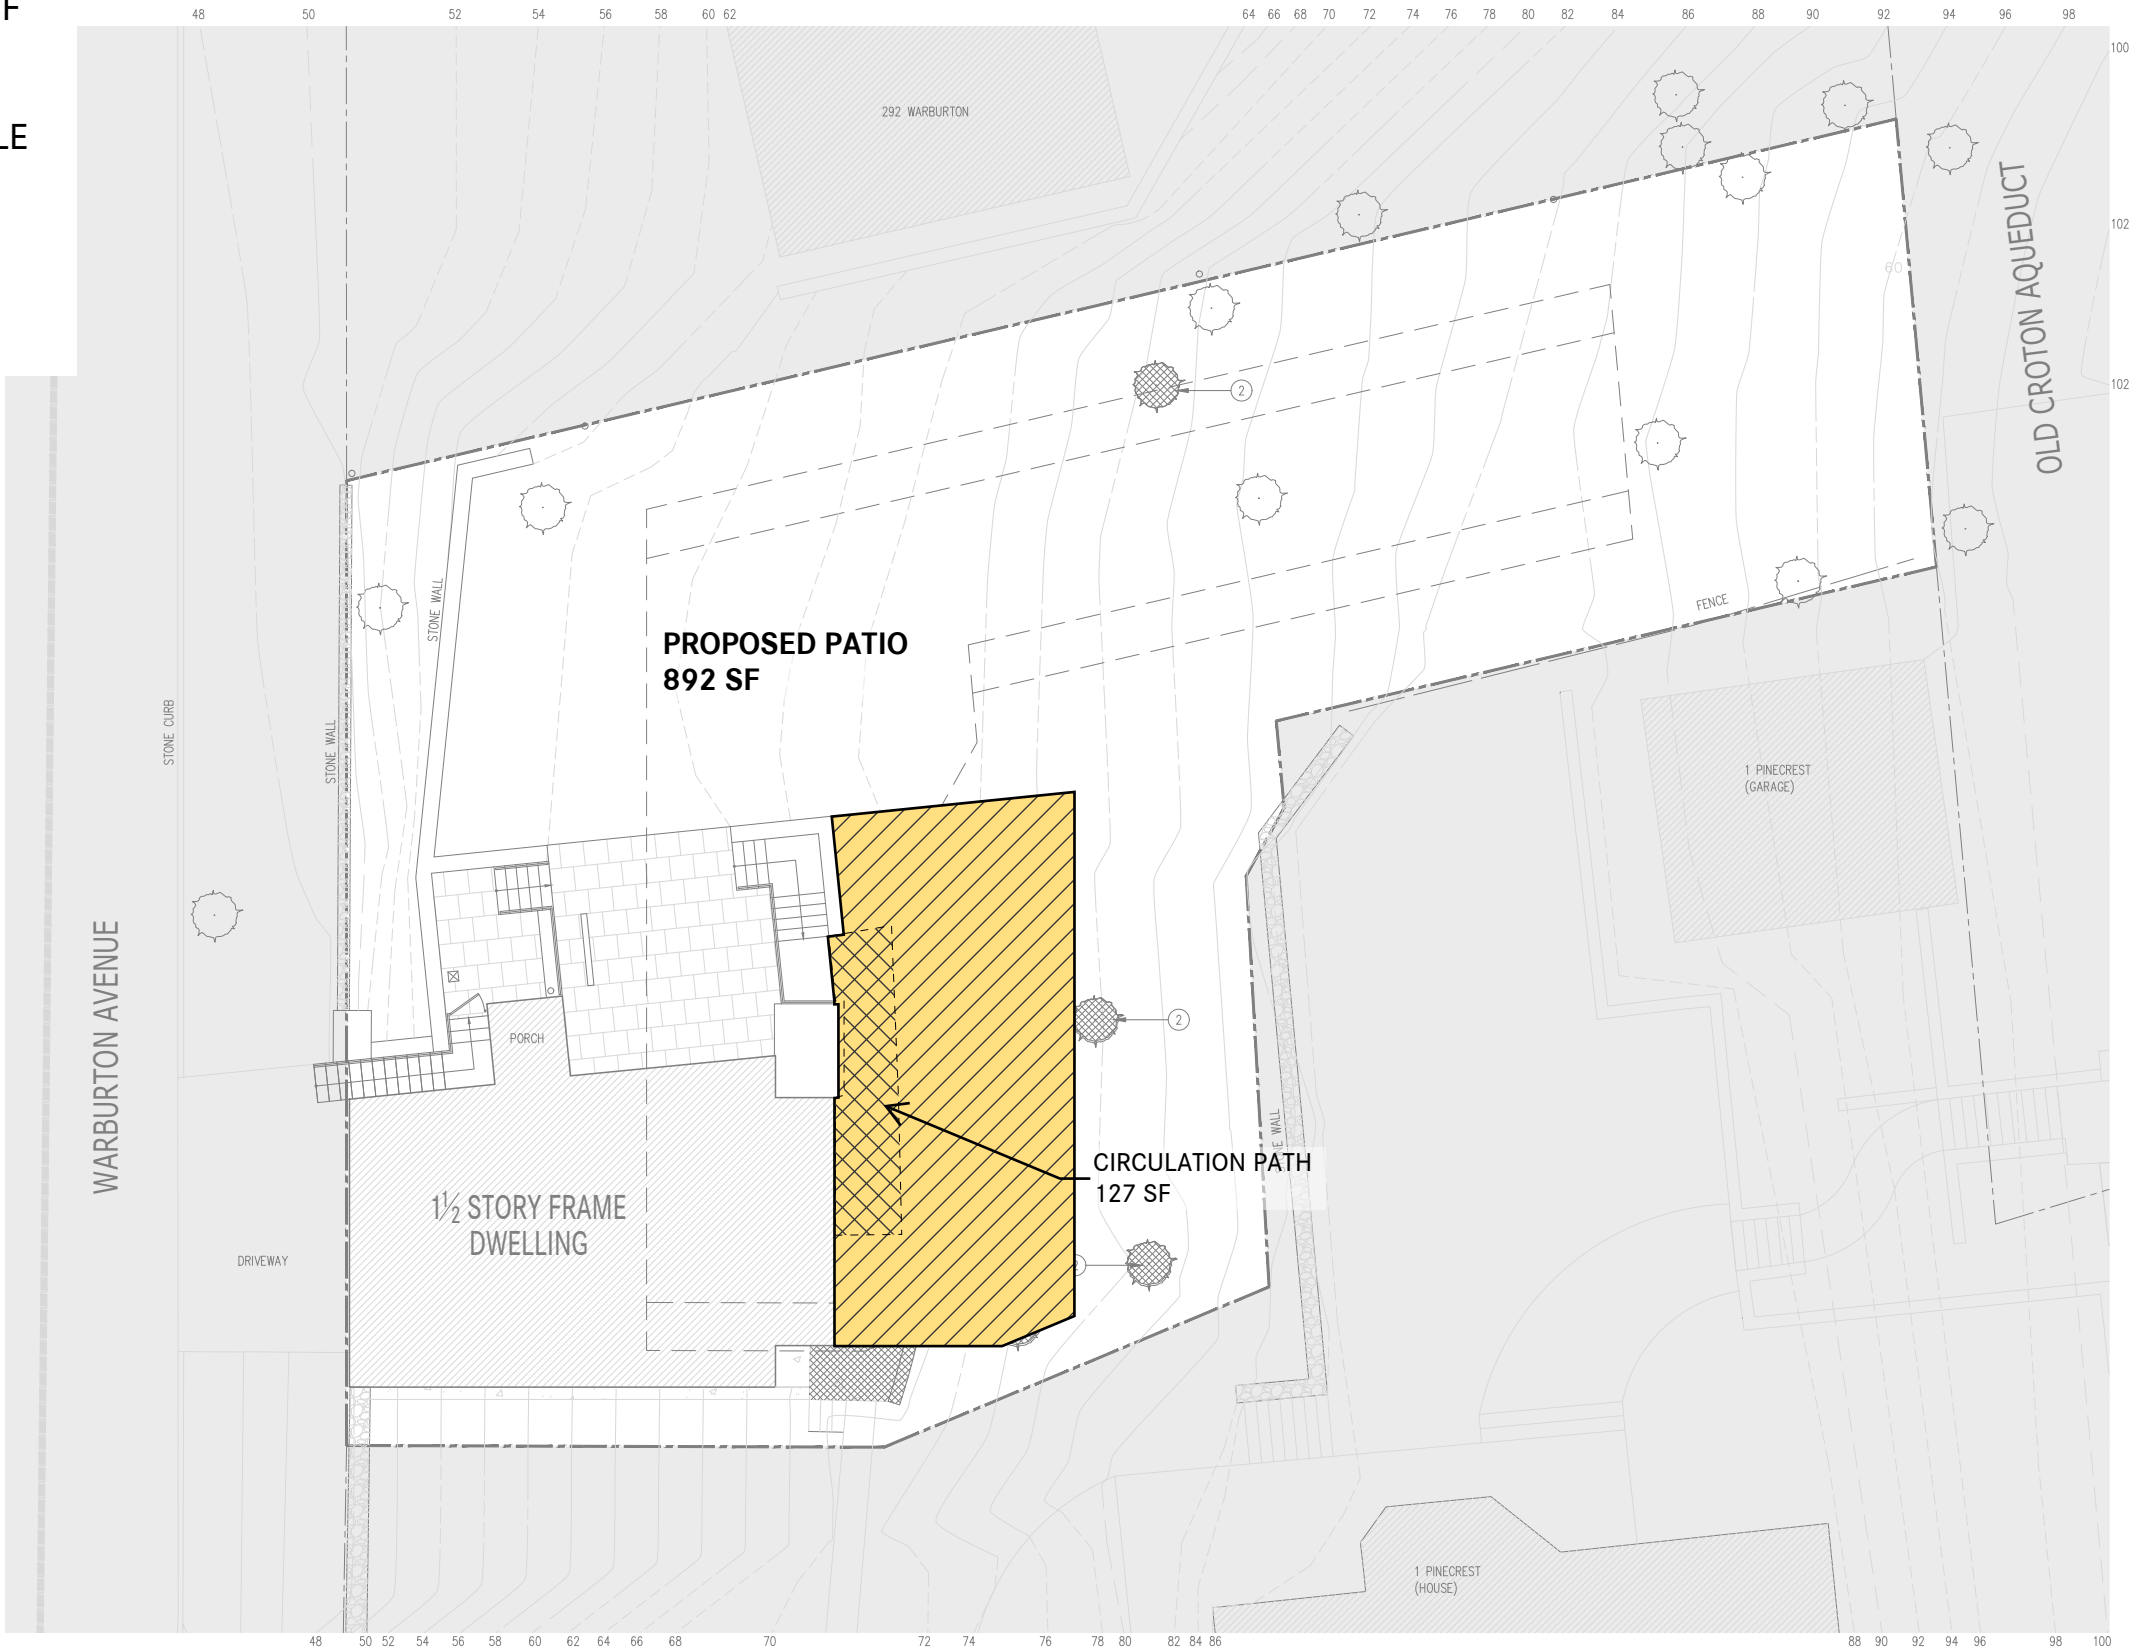 F
LE
48 50 52 54 56 58 60 62 64 66 68 70 72 74 76 78 80 82 84 86 88 90 92 94 96 98
100
102
102
292 WARBURTON
OLD CROTON AQUEDUCT
60
2
STONE WALL
FENCE
PROPOSED PATIO
892 SF
STONE CURB
STONE WALL
1 PINECREST
(GARAGE)
WARBURTON AVENUE
PORCH
2
STONE WALL
CIRCULATION PATH
127 SF
1½ STORY FRAME
DWELLING
DRIVEWAY
1 PINECREST
(HOUSE)
48 50 52 54 56 58 60 62 64 66 68 70 72 74 76 78 80 82 84 86 88 90 92 94 96 98 100